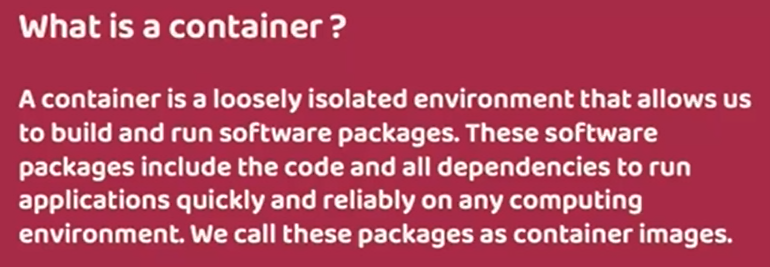 What is a container ?
A container is a loosely isolated environment that allows us
to build and run software packages. These software
packages include the code and all dependencies to run
applications quickly and reliably on any computing
environment. We call these packages as container images.